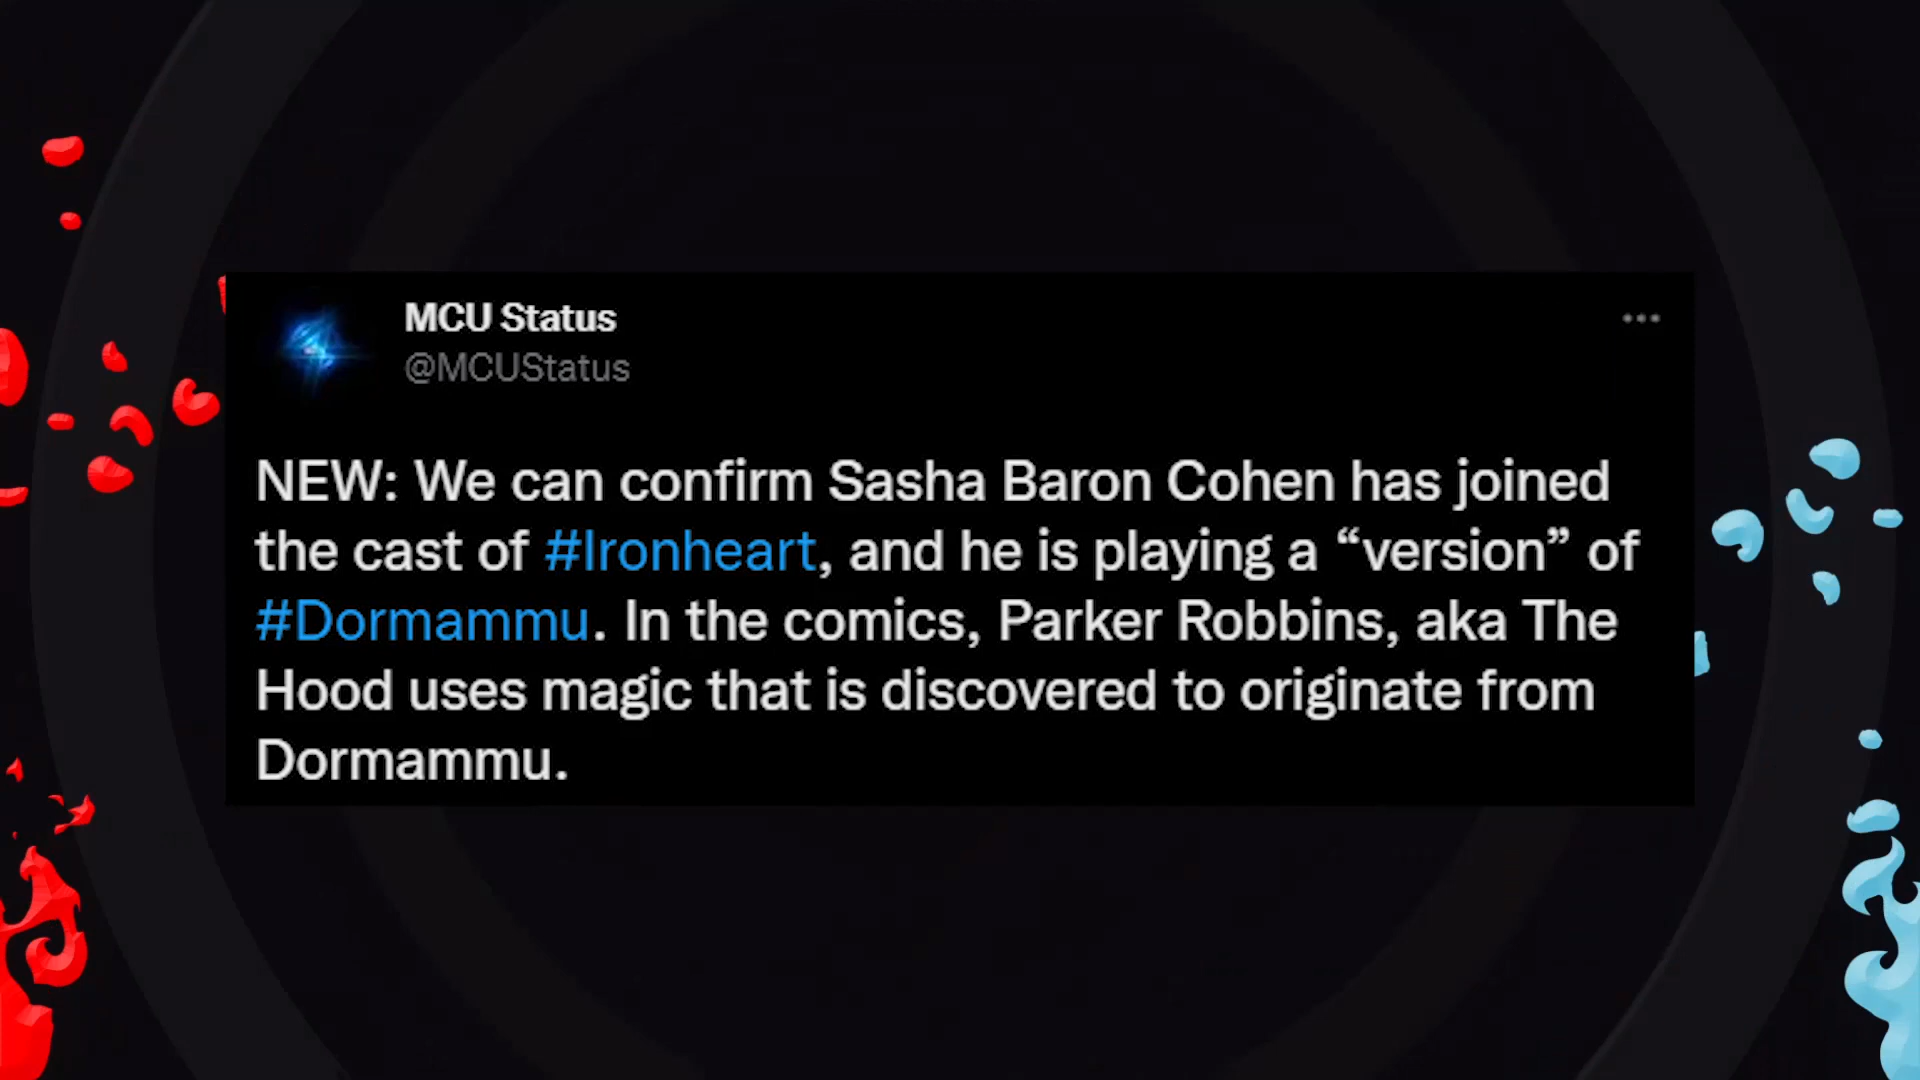 MCU Status
@MCUStatus
NEW: We can confirm Sasha Baron Cohen has joined
the cast of #Ironheart, and he is playing a “version” of
#Dormammu. In the comics, Parker Robbins, aka The
Hood uses magic that is discovered to originate from
Dormammu.